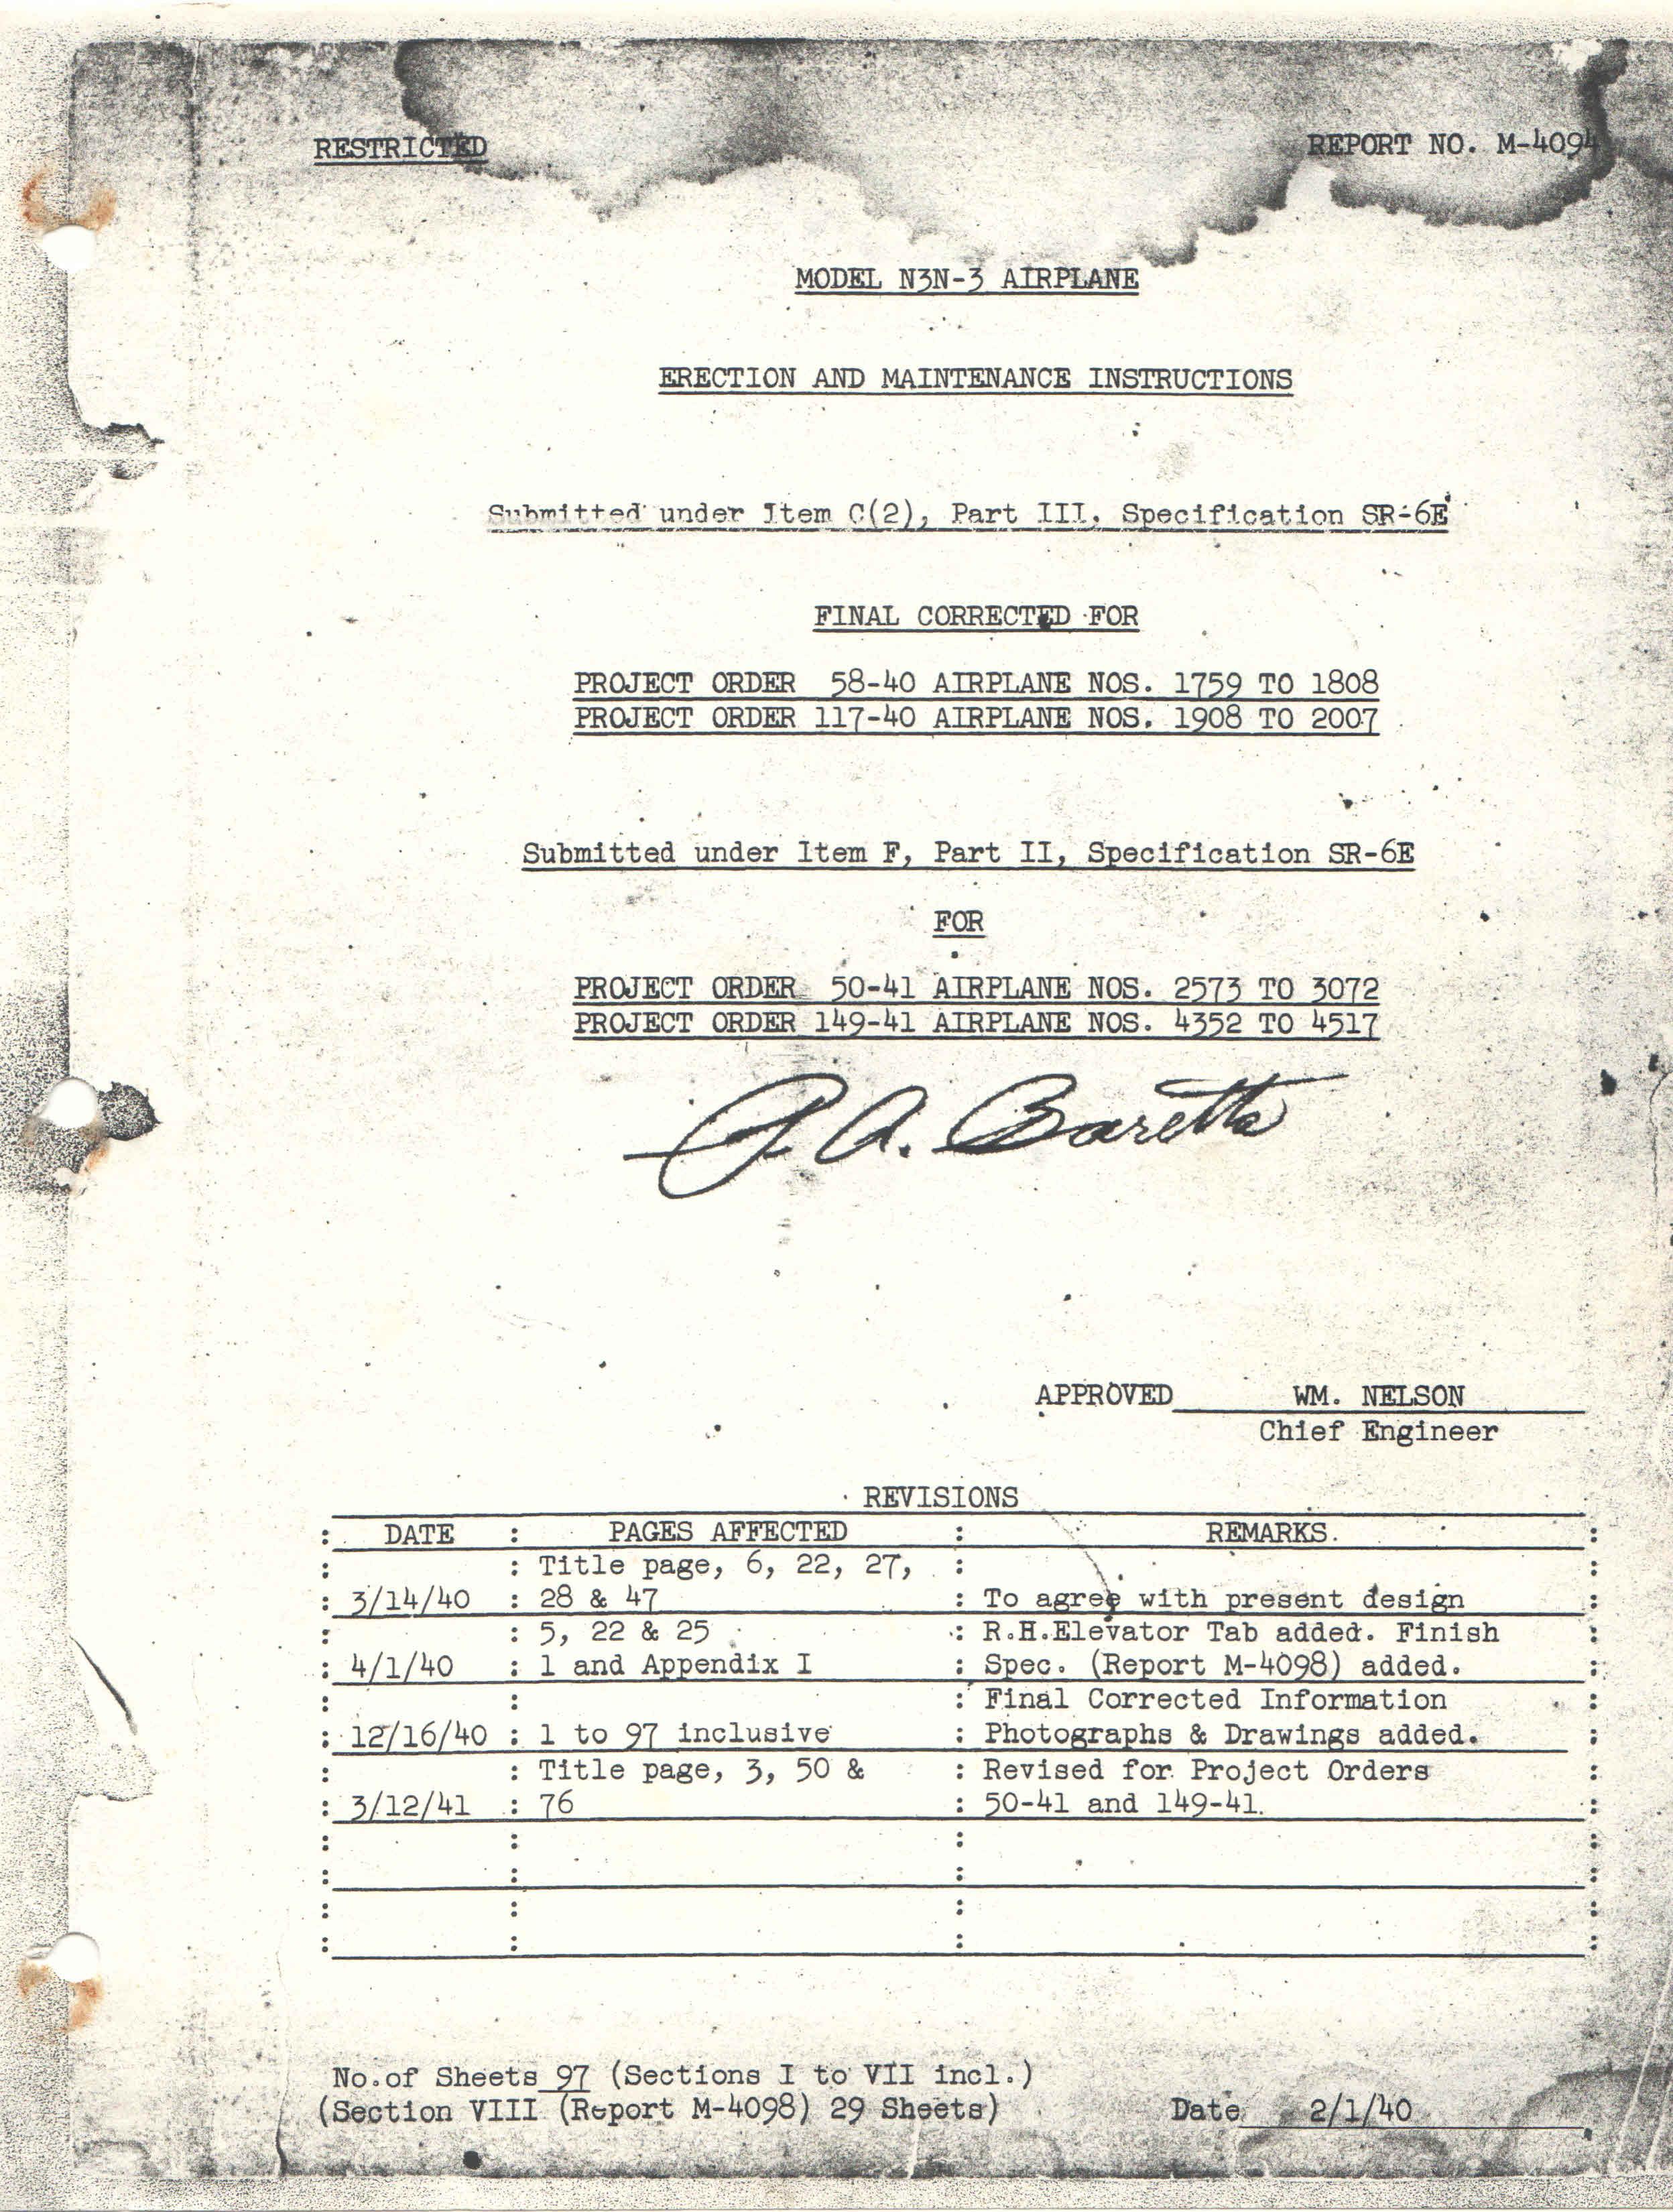 RESTRICTED REPORT NO. M-4094
MODEL N3N-3 AIRPLANE
ERECTION AND MAINTENANCE INSTRUCTIONS
Submitted under Item C(2), Part III, Specification SR-6E
FINAL CORRECTED FOR
PROJECT ORDER 58-40 AIRPLANE NOS. 1759 TO 1808
PROJECT ORDER 117-40 AIRPLANE NOS. 1908 TO 2007
Submitted under Item F, Part II, Specification SR-6E
FOR
PROJECT ORDER 50-41 AIRPLANE NOS. 2573 TO 3072
PROJECT ORDER 149-41 AIRPLANE NOS. 4352 TO 4517
A. Baretta
APPROVED WM. NELSON
Chief Engineer
REVISIONS
: DATE : PAGES AFFECTED : REMARKS. :
: : Title page, 6, 22, 27, : :
: 3/14/40 : 28 & 47 : To agree with present design :
: : 5, 22 & 25 : R.H.Elevator Tab added. Finish :
: 4/1/40 : 1 and Appendix I : Spec. (Report M-4098) added. :
: : : Final Corrected Information :
: 12/16/40 : 1 to 97 inclusive : Photographs & Drawings added. :
: : Title page, 3, 50 & : Revised for Project Orders :
: 3/12/41 : 76 : 50-41 and 149-41. :
No.of Sheets 97 (Sections I to VII incl.)
(Section VIII (Report M-4098) 29 Sheets) Date 2/1/40